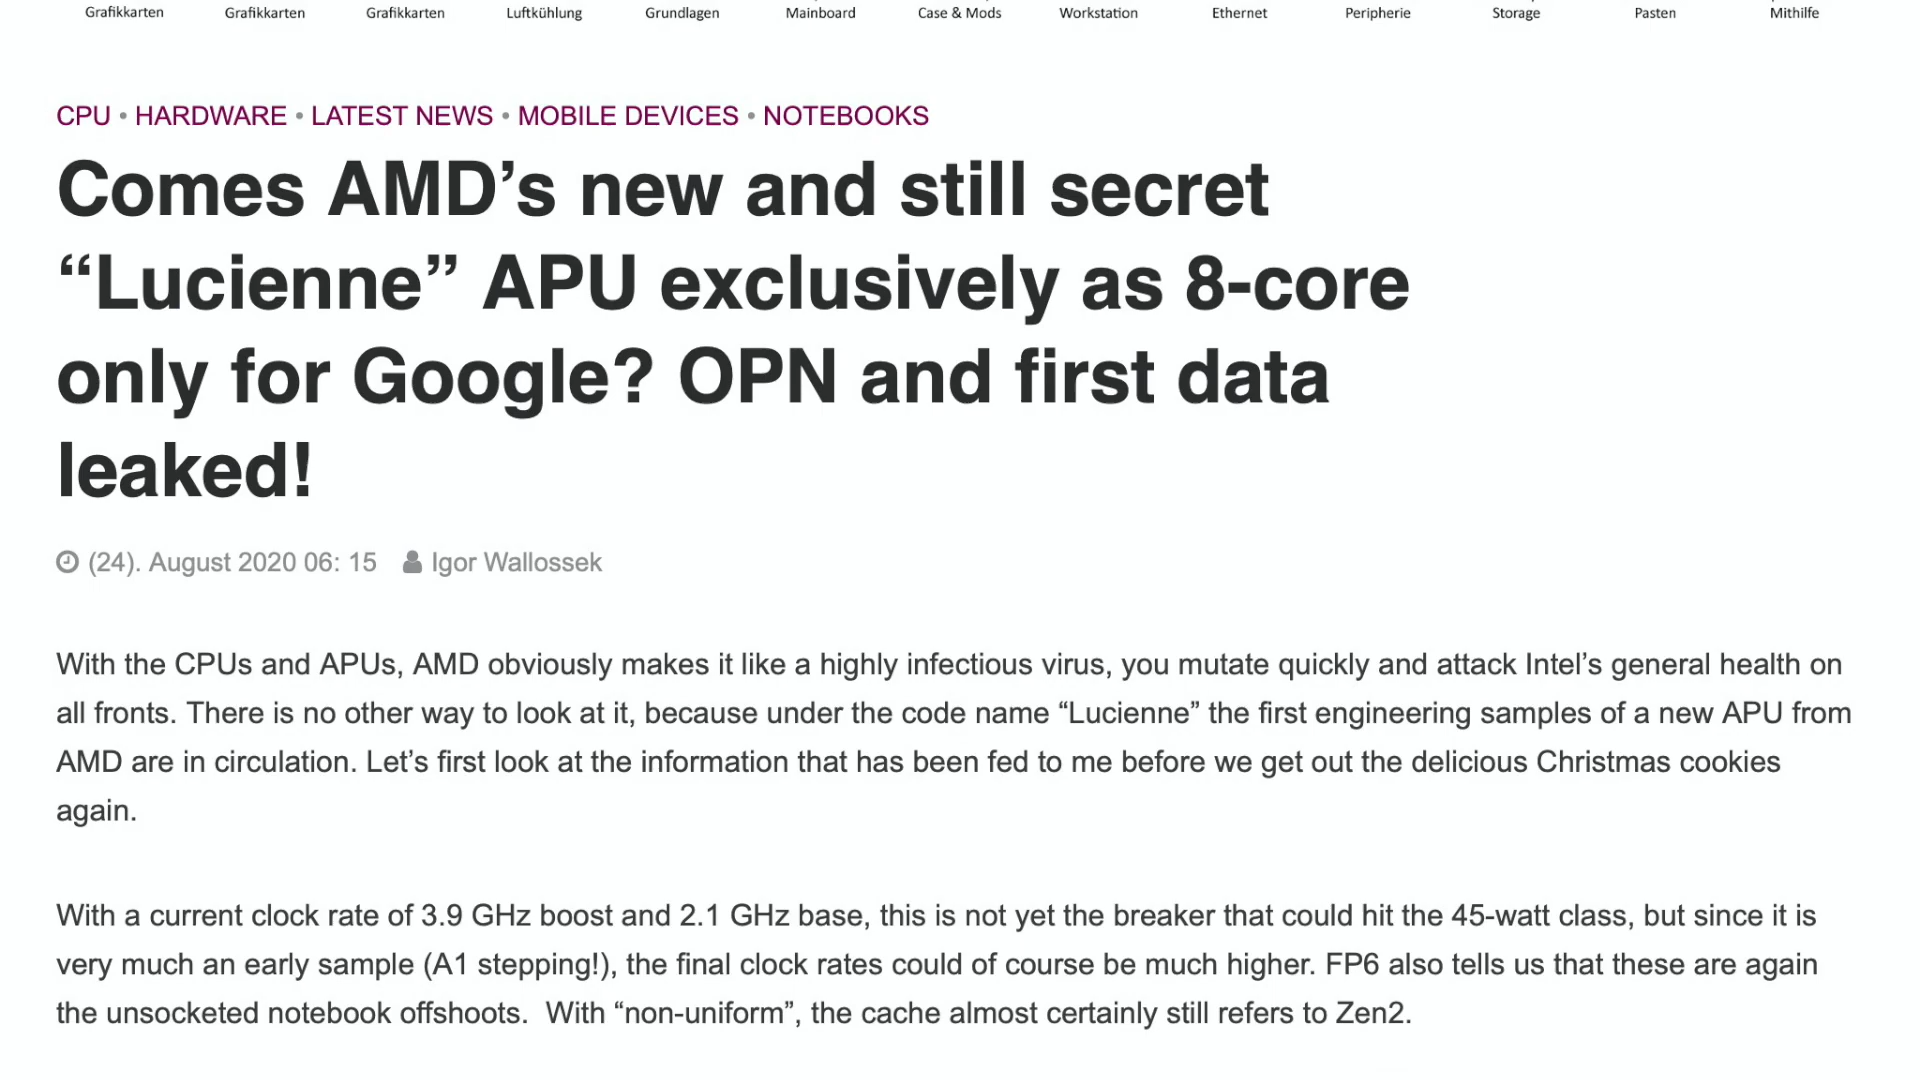 Grafikkarten Grafikkarten Grafikkarten Luftkühlung Grundlagen Mainboard Case & Mods Workstation Ethernet Peripherie Storage Pasten Mithilfe
CPU • HARDWARE • LATEST NEWS • MOBILE DEVICES • NOTEBOOKS
Comes AMD’s new and still secret
“Lucienne” APU exclusively as 8-core
only for Google? OPN and first data
leaked!
(24). August 2020 06: 15 Igor Wallossek
With the CPUs and APUs, AMD obviously makes it like a highly infectious virus, you mutate quickly and attack Intel’s general health on
all fronts. There is no other way to look at it, because under the code name “Lucienne” the first engineering samples of a new APU from
AMD are in circulation. Let’s first look at the information that has been fed to me before we get out the delicious Christmas cookies
again.
With a current clock rate of 3.9 GHz boost and 2.1 GHz base, this is not yet the breaker that could hit the 45-watt class, but since it is
very much an early sample (A1 stepping!), the final clock rates could of course be much higher. FP6 also tells us that these are again
the unsocketed notebook offshoots.  With “non-uniform”, the cache almost certainly still refers to Zen2.